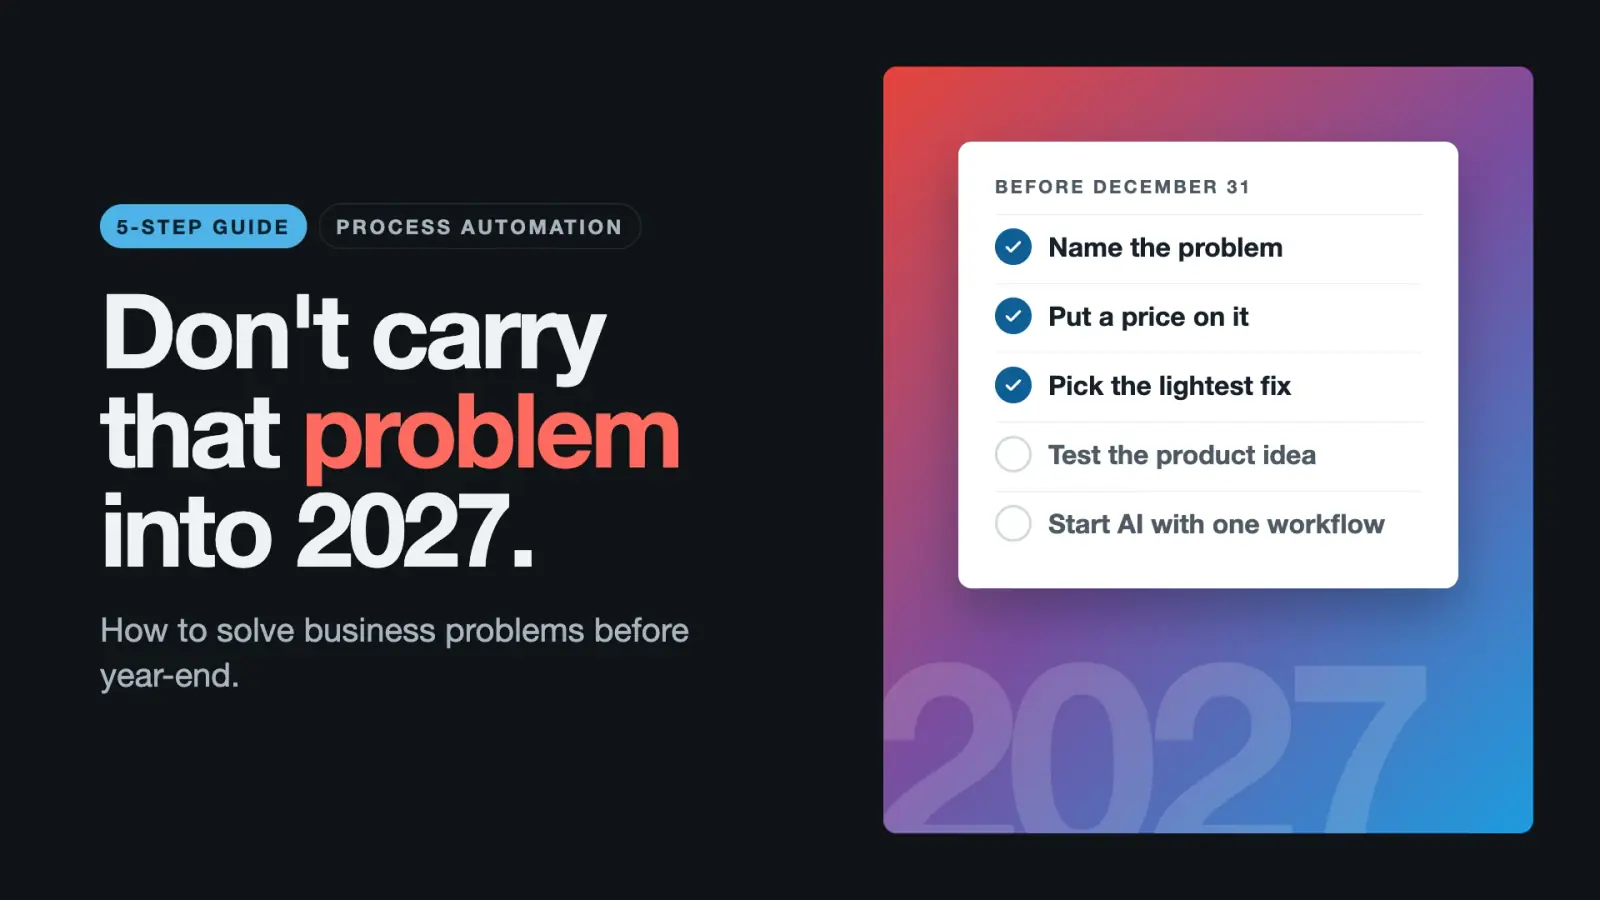 5-STEP GUIDE
PROCESS AUTOMATION
Don't carry
that problem
into 2027.
How to solve business problems before
year-end.
BEFORE DECEMBER 31
Name the problem
Put a price on it
Pick the lightest fix
Test the product idea
Start AI with one workflow
2027